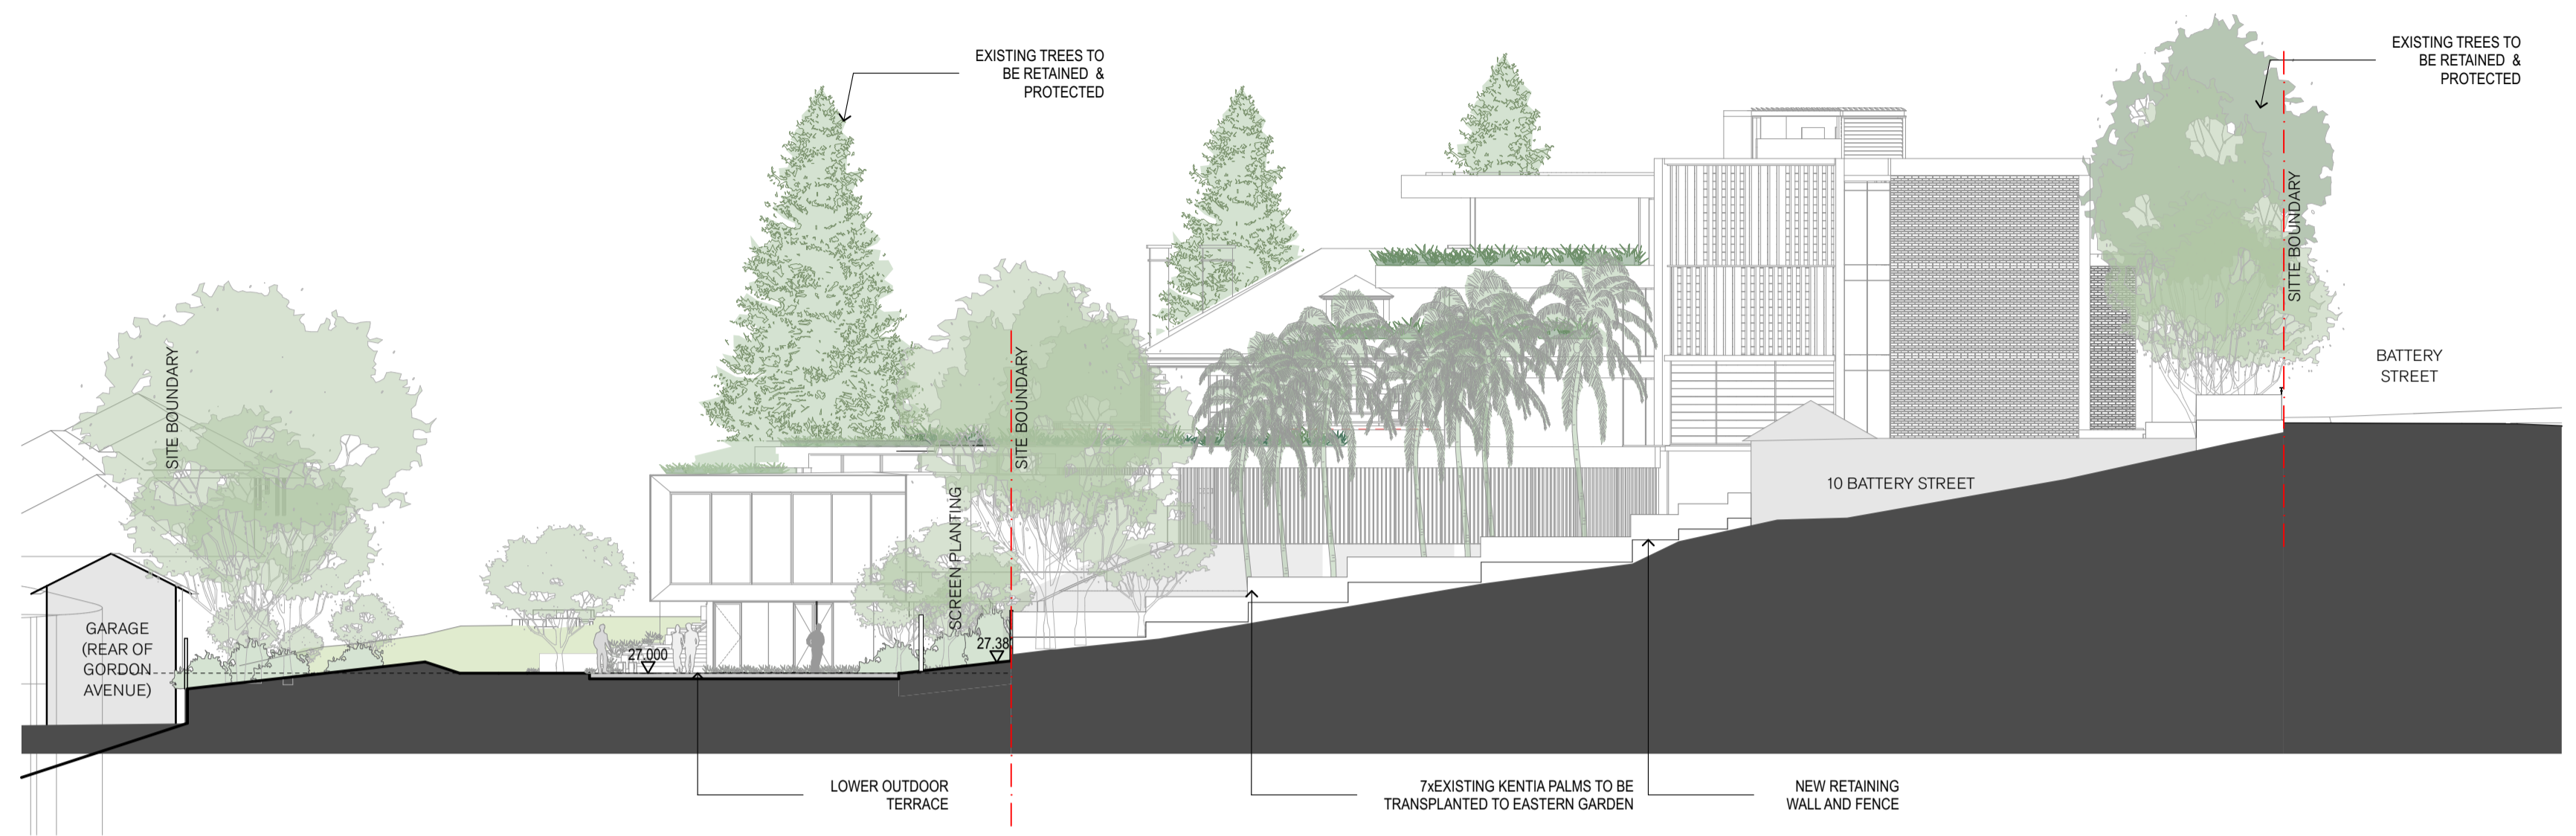 EXISTING TREES TO
BE RETAINED &
PROTECTED
EXISTING TREES TO
BE RETAINED &
PROTECTED
SITE BOUNDARY
SITE BOUNDARY
SITE BOUNDARY
BATTERY
STREET
10 BATTERY STREET
SCREEN PLANTING
GARAGE
(REAR OF
GORDON
AVENUE)
27.000
27.38
LOWER OUTDOOR
TERRACE
7xEXISTING KENTIA PALMS TO BE
TRANSPLANTED TO EASTERN GARDEN
NEW RETAINING
WALL AND FENCE